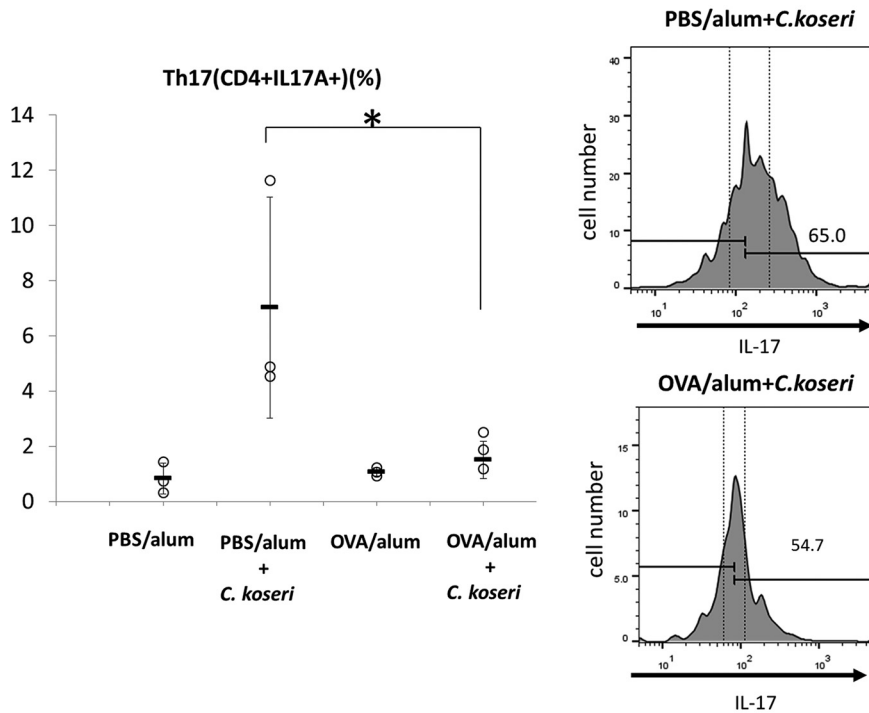 Th17(CD4+IL17A+)(%)
14
12
10
8
6
4
2
0
*
PBS/alum
PBS/alum
+
C. koseri
OVA/alum
OVA/alum
+
C. koseri
PBS/alum+C.koseri
cell number
40
30
20
10
0
65.0
10¹ 10² 10³
IL-17
OVA/alum+C.koseri
cell number
15
10
5.0
0
54.7
10¹ 10² 10³
IL-17